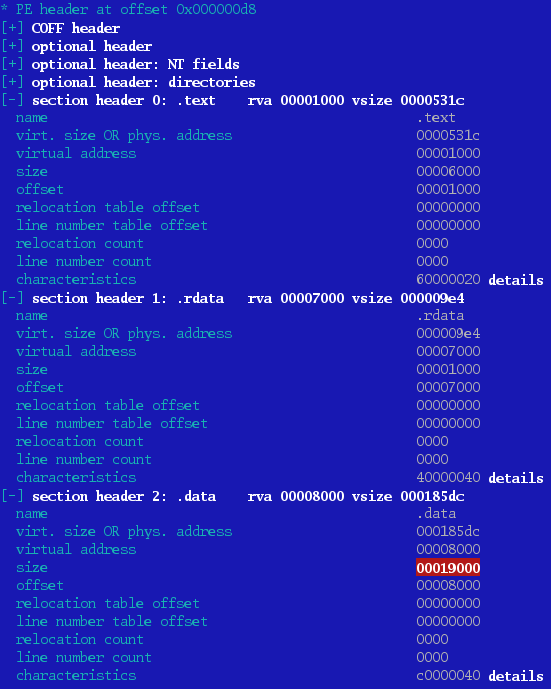 * PE header at offset 0x000000d8
[+] COFF header
[+] optional header
[+] optional header: NT fields
[+] optional header: directories
[-] section header 0: .text   rva 00001000 vsize 0000531c
name .text
virt. size OR phys. address 0000531c
virtual address 00001000
size 00006000
offset 00001000
relocation table offset 00000000
line number table offset 00000000
relocation count 0000
line number count 0000
characteristics 60000020 details
[-] section header 1: .rdata   rva 00007000 vsize 000009e4
name .rdata
virt. size OR phys. address 000009e4
virtual address 00007000
size 00001000
offset 00007000
relocation table offset 00000000
line number table offset 00000000
relocation count 0000
line number count 0000
characteristics 40000040 details
[-] section header 2: .data   rva 00008000 vsize 000185dc
name .data
virt. size OR phys. address 000185dc
virtual address 00008000
size 00019000
offset 00008000
relocation table offset 00000000
line number table offset 00000000
relocation count 0000
line number count 0000
characteristics c0000040 details